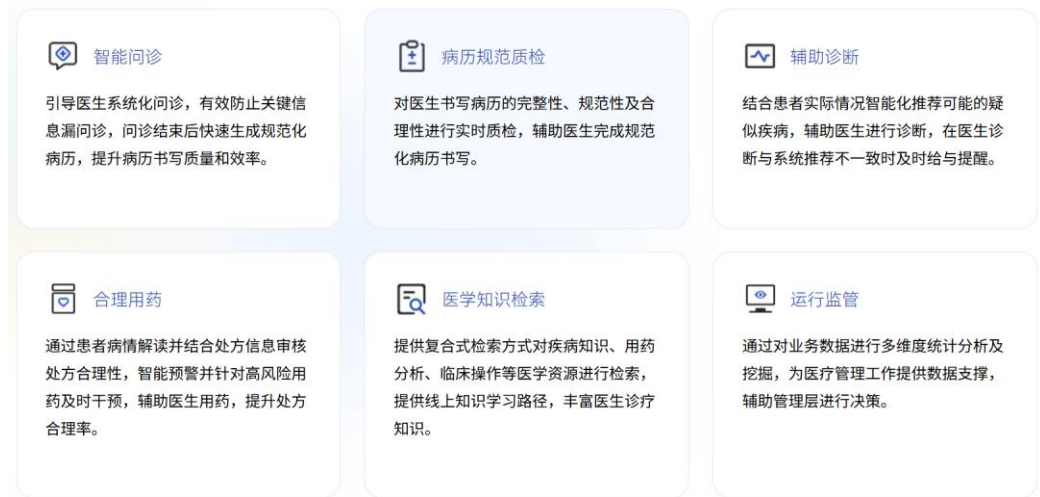 智能问诊
引导医生系统化问诊，有效防止关键信
息漏问诊，问诊结束后快速生成规范化
病历，提升病历书写质量和效率。
病历规范质检
对医生书写病历的完整性、规范性及合
理性进行实时质检，辅助医生完成规范
化病历书写。
辅助诊断
结合患者实际情况智能化推荐可能的疑
似疾病，辅助医生进行诊断，在医生诊
断与系统推荐不一致时及时给与提醒。
合理用药
通过患者病情解读并结合处方信息审核
处方合理性，智能预警并针对高风险用
药及时干预，辅助医生用药，提升处方
合理率。
医学知识检索
提供复合式检索方式对疾病知识、用药
分析、临床操作等医学资源进行检索，
提供线上知识学习路径，丰富医生诊疗
知识。
运行监管
通过对业务数据进行多维度统计分析及
挖掘，为医疗管理工作提供数据支撑，
辅助管理层进行决策。